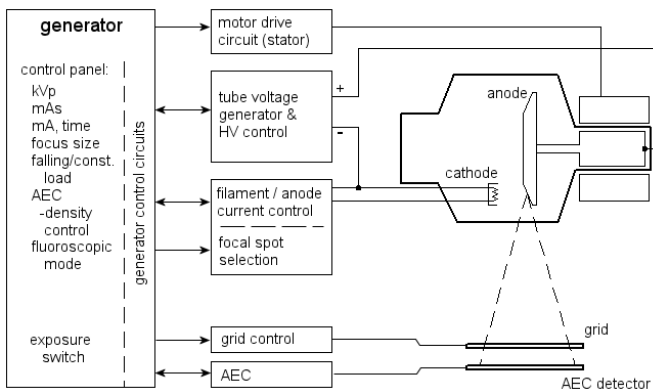 generator
control panel:
kVp
mAs
mA, time
focus size
falling/const.
load
AEC
-density
control
fluoroscopic
mode
exposure
switch
generator control circuits
motor drive
circuit (stator)
tube voltage
generator &
HV control
+
-
filament / anode
current control
focal spot
selection
grid control
AEC
anode
cathode
grid
AEC detector